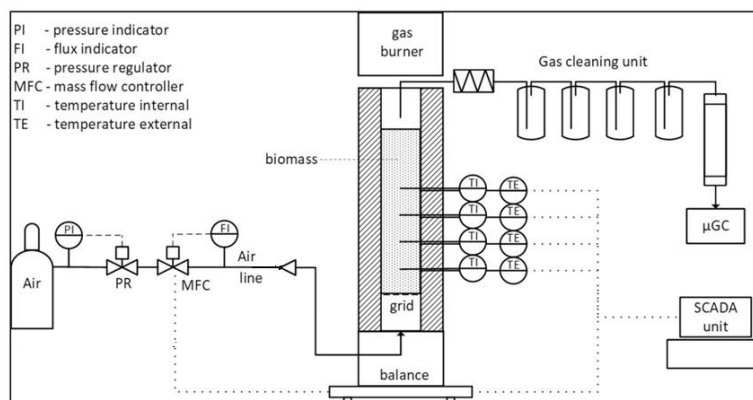 PI - pressure indicator
FI - flux indicator
PR - pressure regulator
MFC - mass flow controller
TI - temperature internal
TE - temperature external
gas
burner
Gas cleaning unit
biomass
TI TE
TI TE
TI TE
TI TE
µGC
PI
FI
Air
line
Air
PR
MFC
grid
SCADA
unit
balance